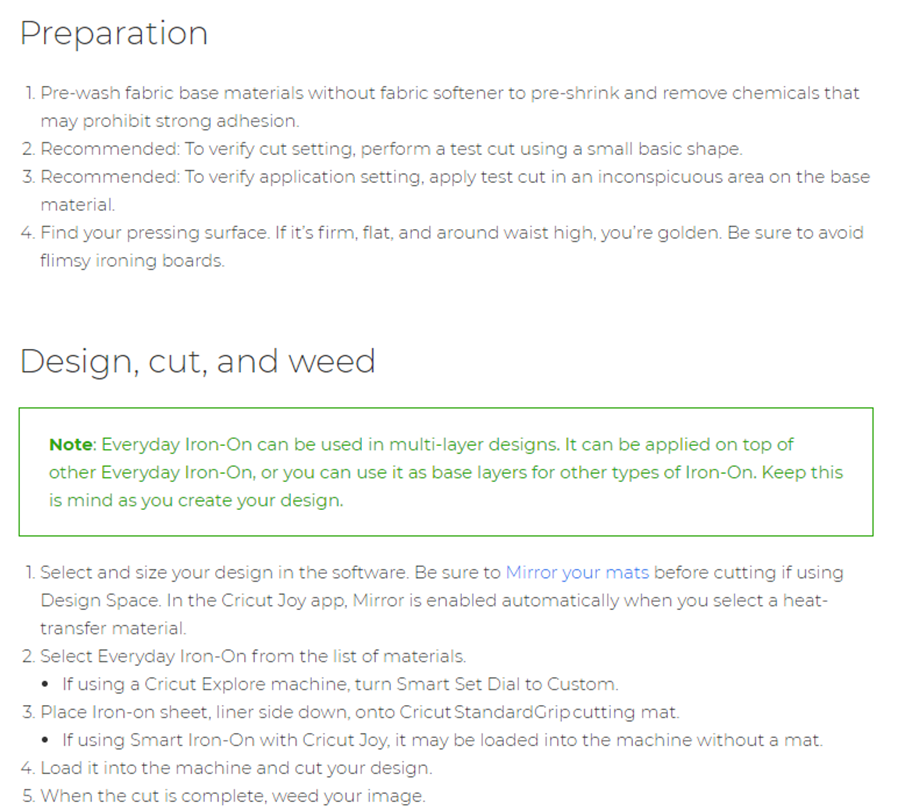 Preparation
1. Pre-wash fabric base materials without fabric softener to pre-shrink and remove chemicals that
may prohibit strong adhesion.
2. Recommended: To verify cut setting, perform a test cut using a small basic shape.
3. Recommended: To verify application setting, apply test cut in an inconspicuous area on the base
material.
4. Find your pressing surface. If it's firm, flat, and around waist high, you're golden. Be sure to avoid
flimsy ironing boards.
Design, cut, and weed
Note: Everyday Iron-On can be used in multi-layer designs. It can be applied on top of
other Everyday Iron-On, or you can use it as base layers for other types of Iron-On. Keep this
is mind as you create your design.
1. Select and size your design in the software. Be sure to Mirror your mats before cutting if using
Design Space. In the Cricut Joy app, Mirror is enabled automatically when you select a heat-
transfer material.
2. Select Everyday Iron-On from the list of materials.
• If using a Cricut Explore machine, turn Smart Set Dial to Custom.
3. Place Iron-on sheet, liner side down, onto Cricut StandardGrip cutting mat.
• If using Smart Iron-On with Cricut Joy, it may be loaded into the machine without a mat.
4. Load it into the machine and cut your design.
5. When the cut is complete, weed your image.